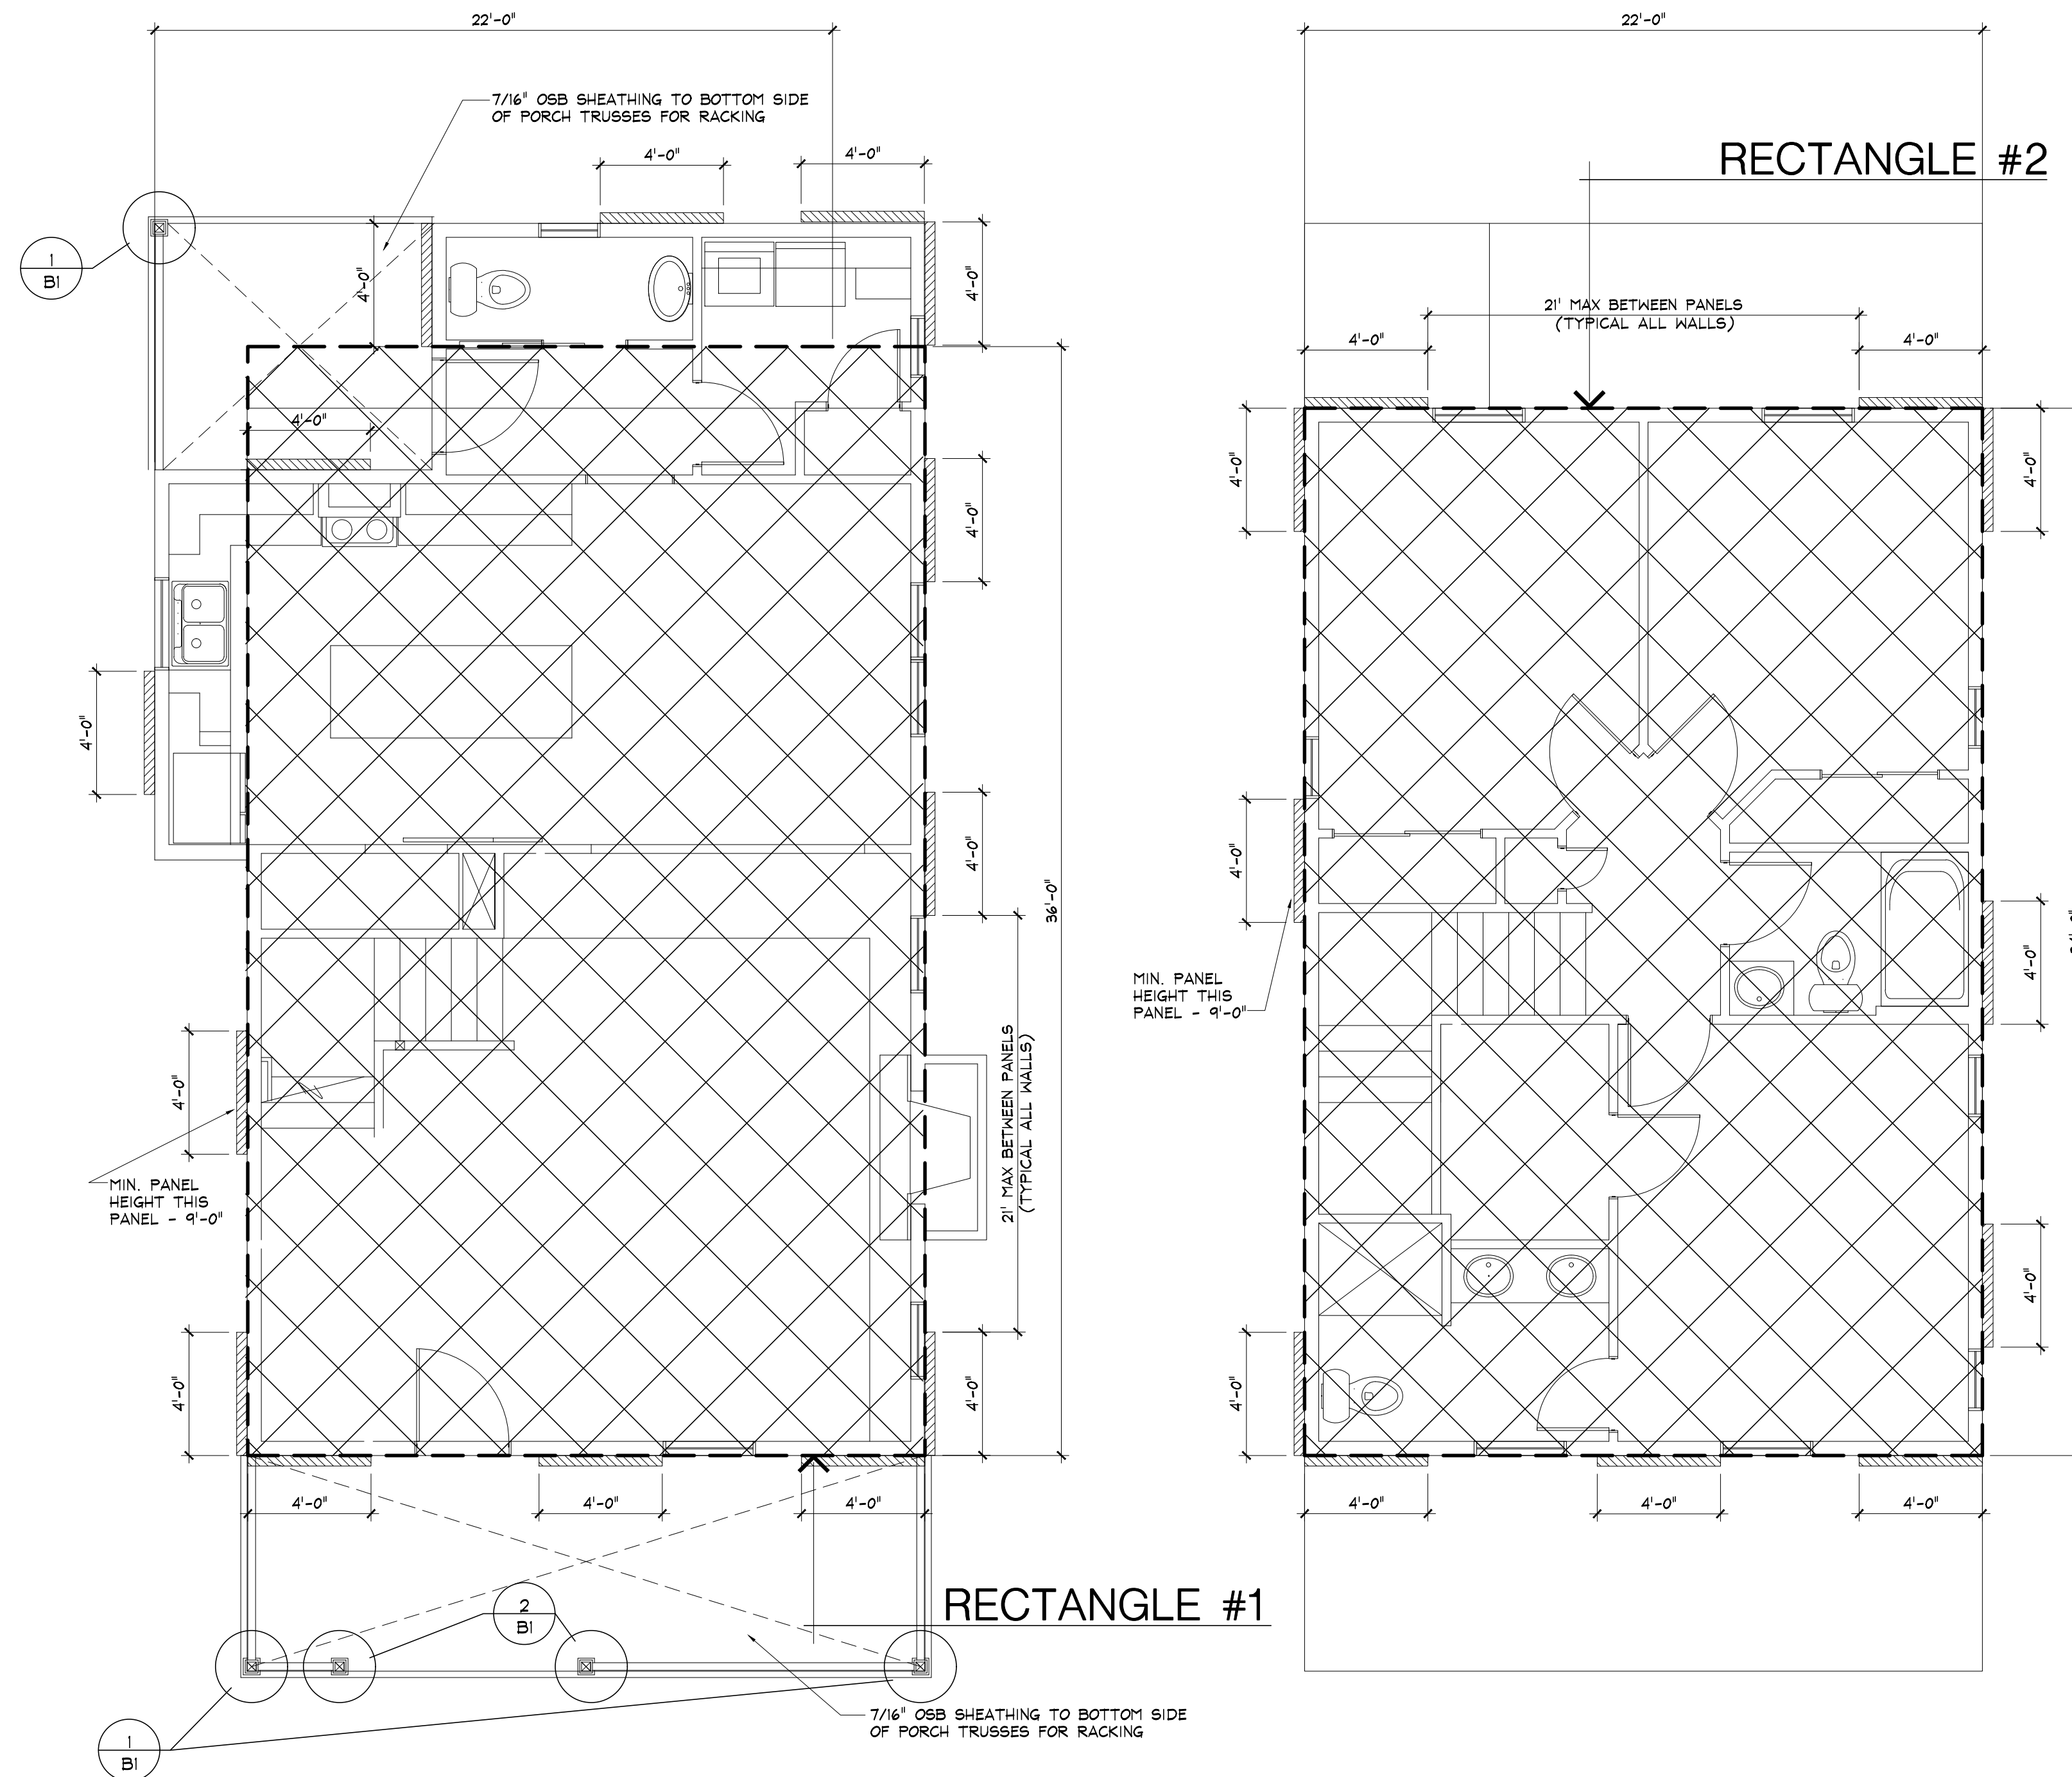 22'-0"
22'-0"
7/16" OSB SHEATHING TO BOTTOM SIDE
OF PORCH TRUSSES FOR RACKING
4'-0"
4'-0"
RECTANGLE #2
1
B1
4'-0"
4'-0"
21' MAX BETWEEN PANELS
(TYPICAL ALL WALLS)
4'-0"
4'-0"
4'-0"
4'-0"
4'-0"
4'-0"
4'-0"
4'-0"
4'-0"
36'-0"
4'-0"
4'-0"
MIN. PANEL
HEIGHT THIS
PANEL - 9'-0"
4'-0"
21' MAX BETWEEN PANELS
(TYPICAL ALL WALLS)
MIN. PANEL
HEIGHT THIS
PANEL - 9'-0"
4'-0"
4'-0"
4'-0"
4'-0"
4'-0"
4'-0"
4'-0"
4'-0"
4'-0"
4'-0"
RECTANGLE #1
2
B1
7/16" OSB SHEATHING TO BOTTOM SIDE
OF PORCH TRUSSES FOR RACKING
1
B1